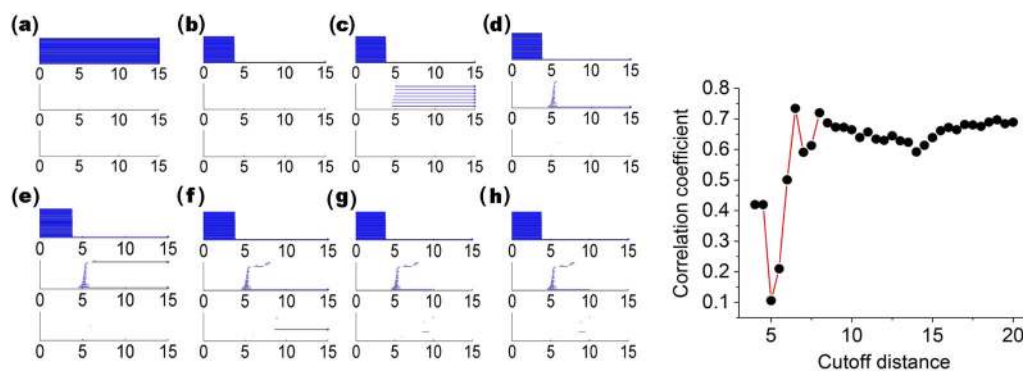 (a) (b) (c) (d)
0 5 10 15 0 5 10 15 0 5 10 15 0 5 10 15
0 5 10 15 0 5 10 15 0 5 10 15 0 5 10 15
0 5 10 15 0 5 10 15 0 5 10 15 0 5 10 15
(e) (f) (g) (h)
0 5 10 15 0 5 10 15 0 5 10 15 0 5 10 15
0 5 10 15 0 5 10 15 0 5 10 15 0 5 10 15
0 5 10 15 0 5 10 15 0 5 10 15 0 5 10 15
Correlation coefficient
0.8
0.7
0.6
0.5
0.4
0.3
0.2
0.1
5 10 15 20
Cutoff distance